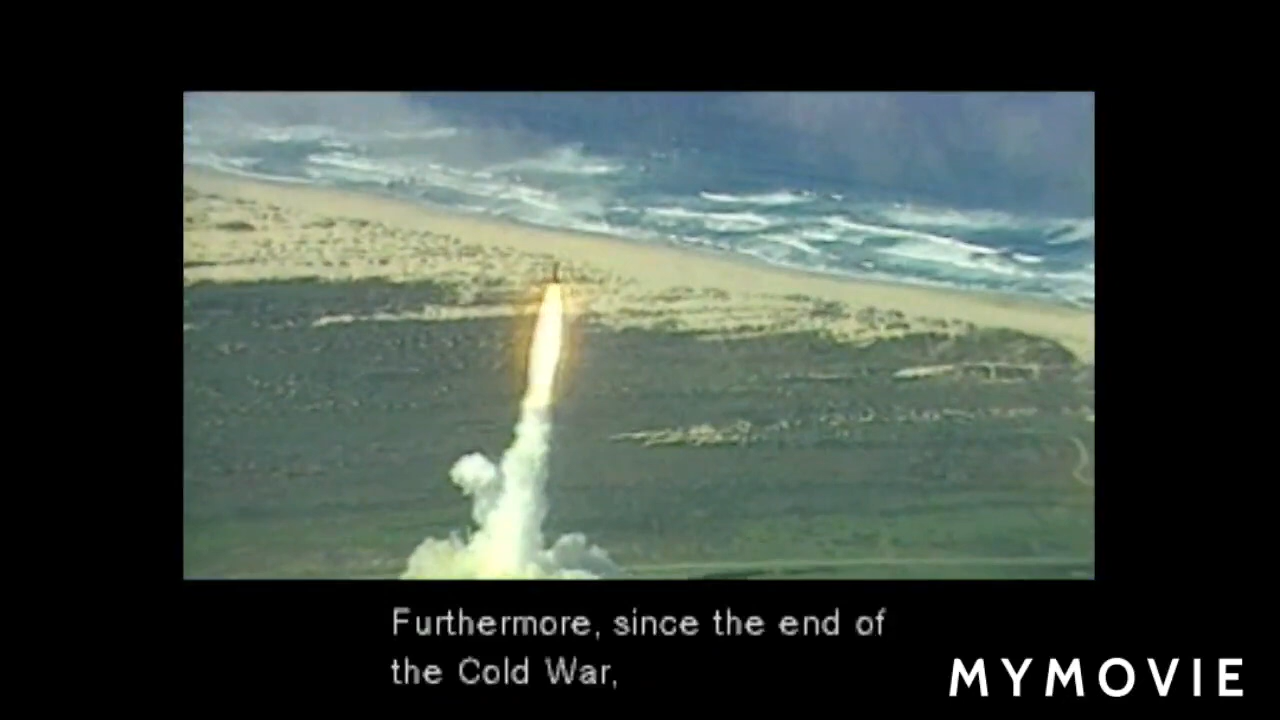 Furthermore, since the end of
the Cold War,
MYMOVIE